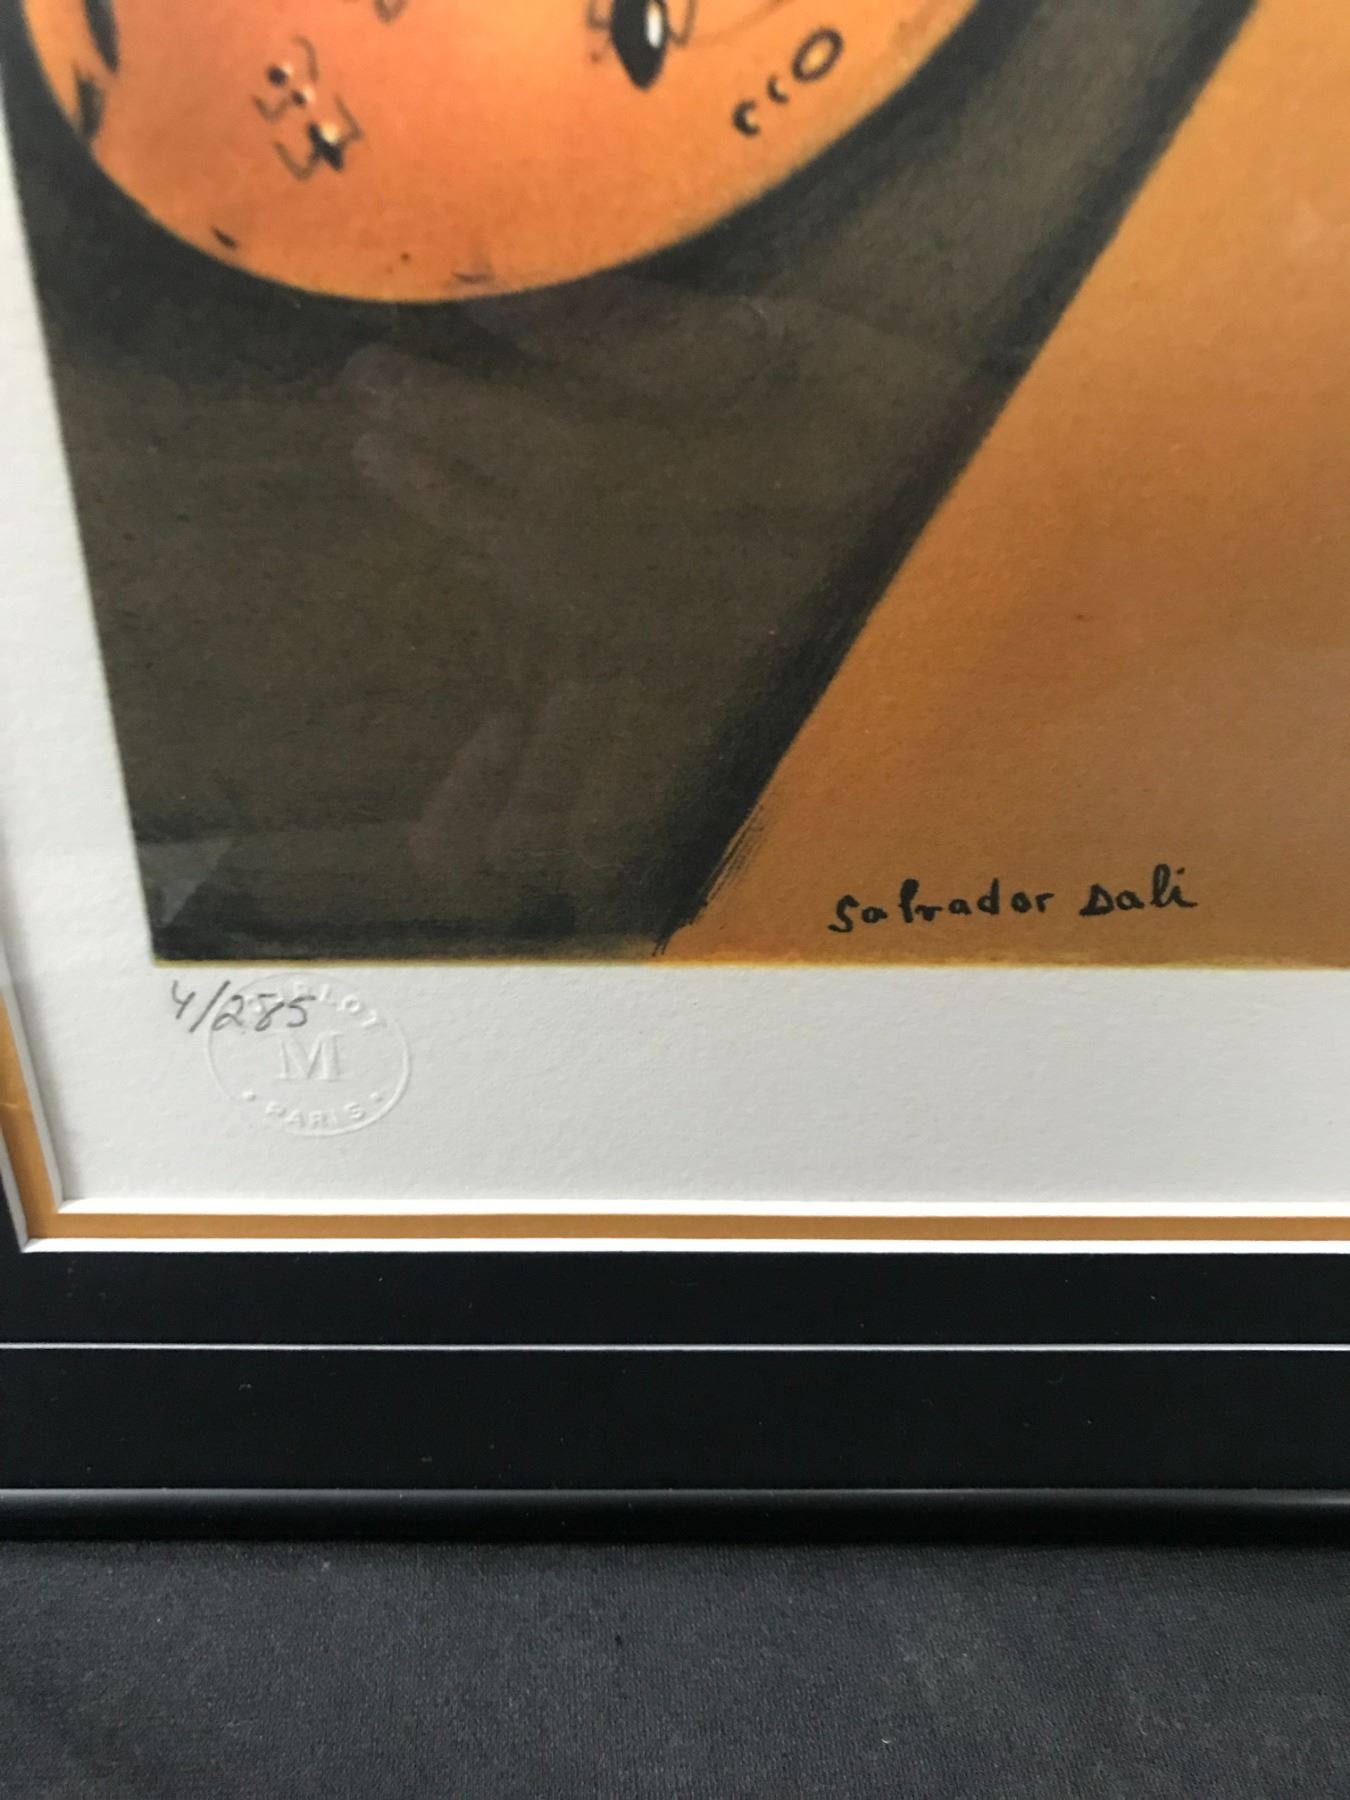 Salvador Dali
4/285
M
PARIS